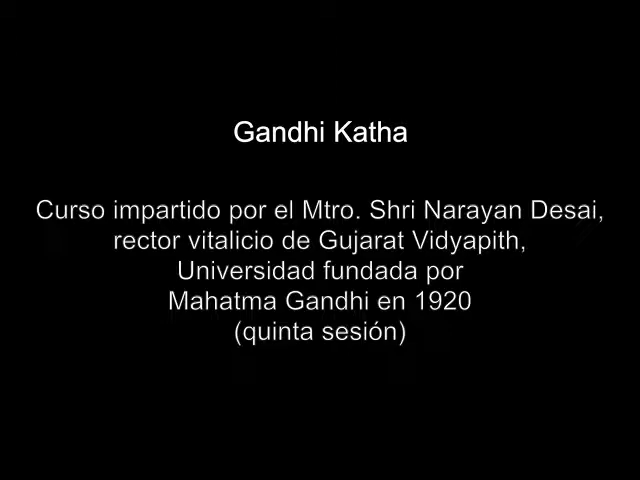 Gandhi Katha
Curso impartido por el Mtro. Shri Narayan Desai,
rector vitalicio de Gujarat Vidyapith,
Universidad fundada por
Mahatma Gandhi en 1920
(quinta sesión)